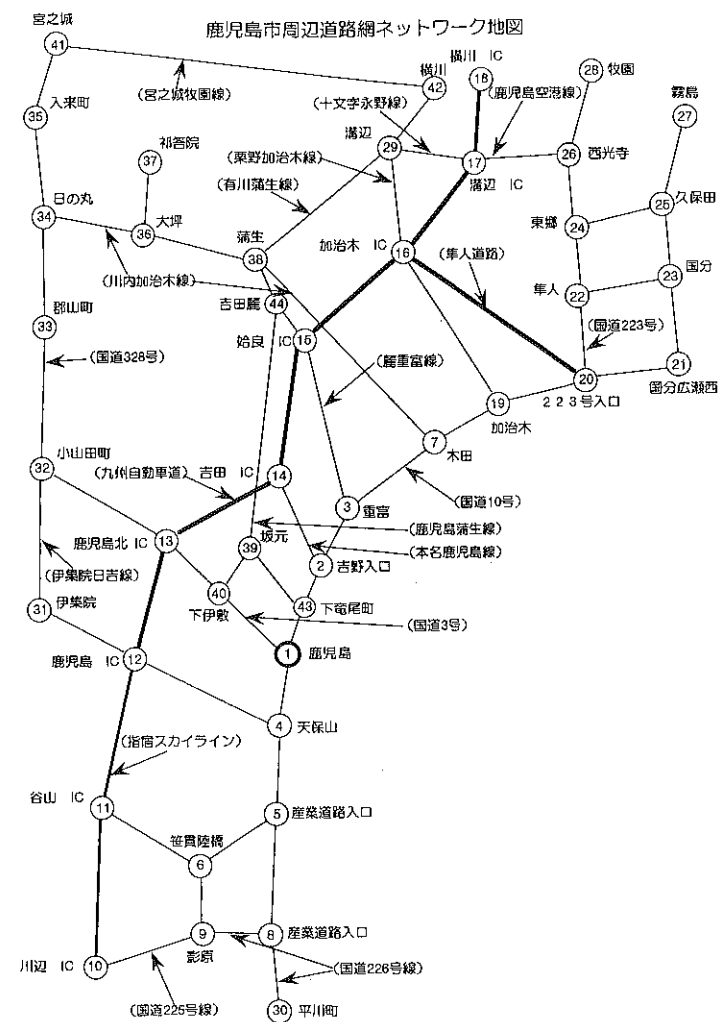 鹿児島市周辺道路網ネットワーク地図
宮之城
41
横川 IC
18
28
牧園
横川
42
(宮之城牧園線)
(十文字永野線)
(鹿児島空港線)
霧島
27
入来町
35
祁答院
37
溝辺
29
(栗野加治木線)
17
溝辺 IC
26
西光寺
(有川蒲生線)
日の丸
34
大坪
36
蒲生
38
加治木 IC
16
東郷
24
25
久保田
(隼人道路)
(川内加治木線)
吉田麓
44
隼人
22
23
国分
郡山町
33
姶良 IC
15
(国道223号)
(国道328号)
(麓重富線)
20
223号入口
21
国分広瀬西
19
加治木
小山田町
32
7
木田
(九州自動車道)
吉田 IC
14
(国道10号)
3
重富
鹿児島北 IC
13
坂元
39
(鹿児島蒲生線)
(本名鹿児島線)
2
吉野入口
(伊集院日吉線)
31
伊集院
40
下伊敷
43
下竜尾町
(国道3号)
鹿児島 IC
12
1
鹿児島
4
天保山
(指宿スカイライン)
谷山 IC
11
5
産業道路入口
笹貫陸橋
6
9
影原
8
産業道路入口
川辺 IC
10
(国道226号線)
(国道225号線)
30
平川町